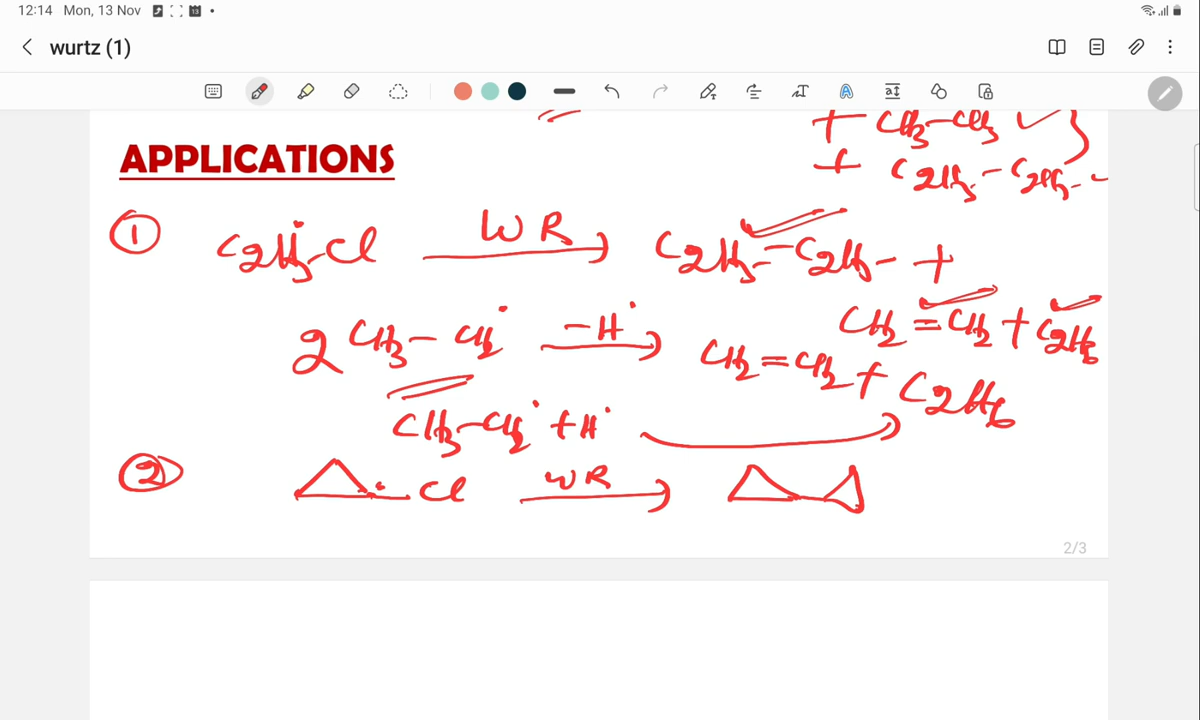 12:14 Mon, 13 Nov
wurtz (1)
+ CH3-CH3
APPLICATIONS
+ C2H5-C2H5
① C2H5-Cl WR C2H5-C2H5 +
CH2=CH2 + C2H6
2 CH3-CH2˙ -H˙ CH2=CH2 + C2H6
CH3-CH2˙ + H˙
② Cl WR
2/3